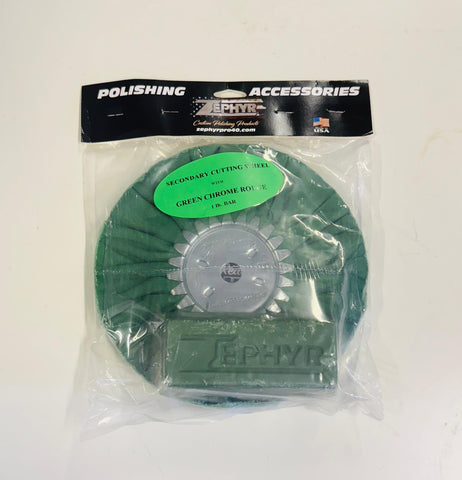 POLISHING ACCESSORIES
ZEPHYR
Custom Polishing Products
zephyrpro40.com
USA
SECONDARY CUTTING WHEEL
WITH
GREEN CHROME ROUGE
1 lb. BAR
ZEPHYR